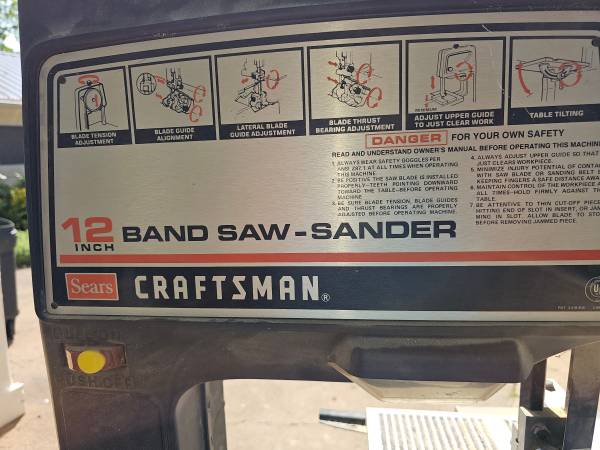 BLADE TENSION
ADJUSTMENT
BLADE GUIDE
ALIGNMENT
LATERAL BLADE
GUIDE ADJUSTMENT
BLADE THRUST
BEARING ADJUSTMENT
MINIMUM
ADJUST UPPER GUIDE
TO JUST CLEAR WORK
TABLE TILTING
DANGER FOR YOUR OWN SAFETY
READ AND UNDERSTAND OWNER'S MANUAL BEFORE OPERATING THIS MACHINE
1. ALWAYS WEAR SAFETY GOGGLES PER
ANSI Z87.1 AT ALL TIMES WHEN OPERATING
THIS MACHINE.
2. BE POSITIVE THE SAW BLADE IS INSTALLED
PROPERLY–TEETH POINTING DOWNWARD
TOWARD THE TABLE–BEFORE OPERATING
MACHINE.
3. BE SURE BLADE TENSION, BLADE GUIDES
AND THRUST BEARINGS ARE PROPERLY
ADJUSTED BEFORE OPERATING MACHINE.
4. ALWAYS ADJUST UPPER GUIDE SO THAT
JUST CLEARS WORKPIECE.
5. MINIMIZE INJURY POTENTIAL OF
WITH SAW BLADE OR SANDING BELT
KEEPING FINGERS A SAFE DISTANCE
6. MAINTAIN CONTROL OF THE WORKPIECE
ALL TIMES–HOLD FIRMLY AGAINST
TABLE.
7. BE ATTENTIVE TO THIN CUT-OFF
HITTING END OF SLOT IN INSERT, OR
MING IN SLOT. ALLOW BLADE TO
BEFORE REMOVING JAMMED PIECE.
12
INCH
BAND SAW-SANDER
Sears
CRAFTSMAN®
PULL-ON
PUSH-OFF